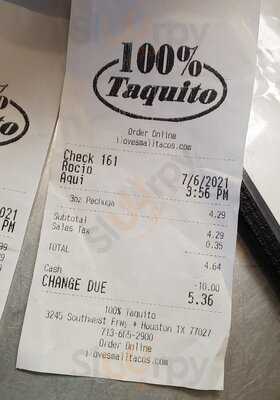 100%
Taquito
Order Online
ilovesmalltacos.com
Check 161
Rocio
7/6/2021
Aqui
3:56 PM
3oz Pechuga
4.29
Subtotal
4.29
Sales Tax
0.35
TOTAL
4.64
Cash
-10.00
CHANGE DUE
5.36
100% Taquito
3245 Southwest Frwy + Houston TX 77027
713-665-2900
Order Online
ilovesmalltacos.com
021
PM